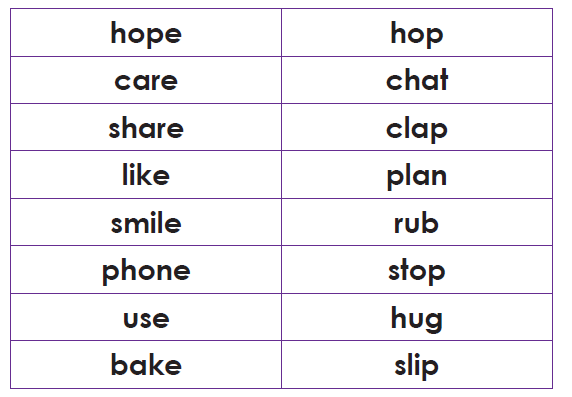 hope hop
care chat
share clap
like plan
smile rub
phone stop
use hug
bake slip